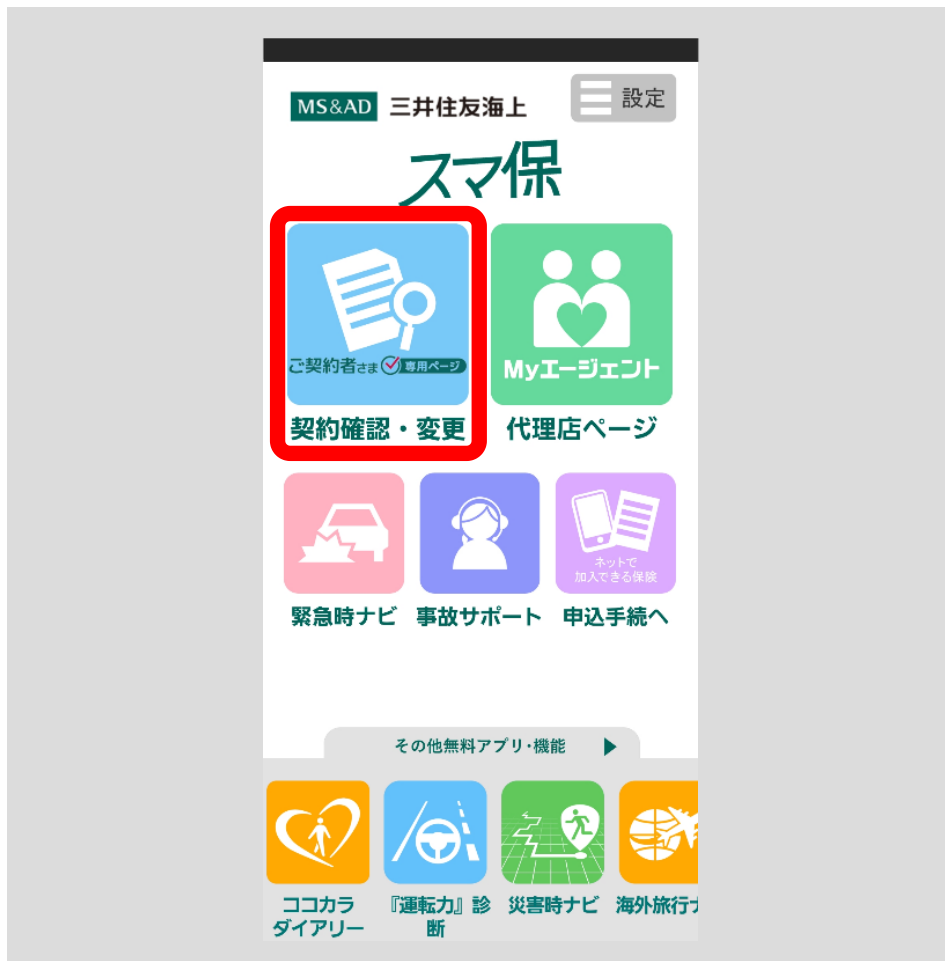 MS&AD 三井住友海上
設定
スマ保
ご契約者さま 専用ページ
契約確認・変更
Myエージェント
代理店ページ
緊急時ナビ
事故サポート
ネットで
加入できる保険
申込手続へ
その他無料アプリ・機能
ココカラ
ダイアリー
『運転力』診
断
災害時ナビ
海外旅行ナ